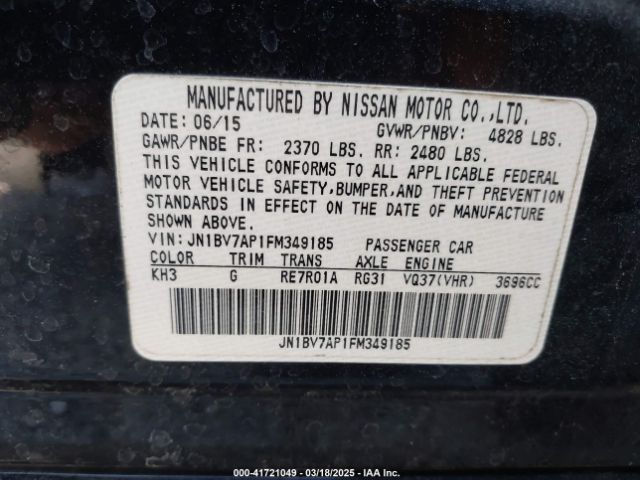 MANUFACTURED BY NISSAN MOTOR CO.,LTD.
DATE: 06/15 GVWR/PNBV: 4828 LBS.
GAWR/PNBE FR: 2370 LBS. RR: 2480 LBS.
THIS VEHICLE CONFORMS TO ALL APPLICABLE FEDERAL
MOTOR VEHICLE SAFETY,BUMPER,AND THEFT PREVENTION
STANDARDS IN EFFECT ON THE DATE OF MANUFACTURE
SHOWN ABOVE.
VIN: JN1BV7AP1FM349185 PASSENGER CAR
COLOR TRIM TRANS AXLE ENGINE
KH3 G RE7R01A RG31 VQ37(VHR) 3696CC
JN1BV7AP1FM349185
000-41721049 — 03/18/2025 — IAA Inc.